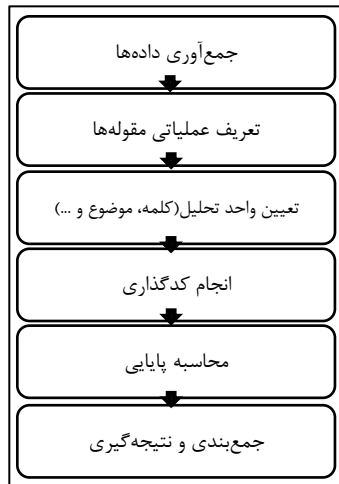 جمع‌آوری داده‌ها
تعریف عملیاتی مقوله‌ها
تعیین واحد تحلیل(کلمه، موضوع و ...)
انجام کدگذاری
محاسبه پایایی
جمع‌بندی و نتیجه‌گیری